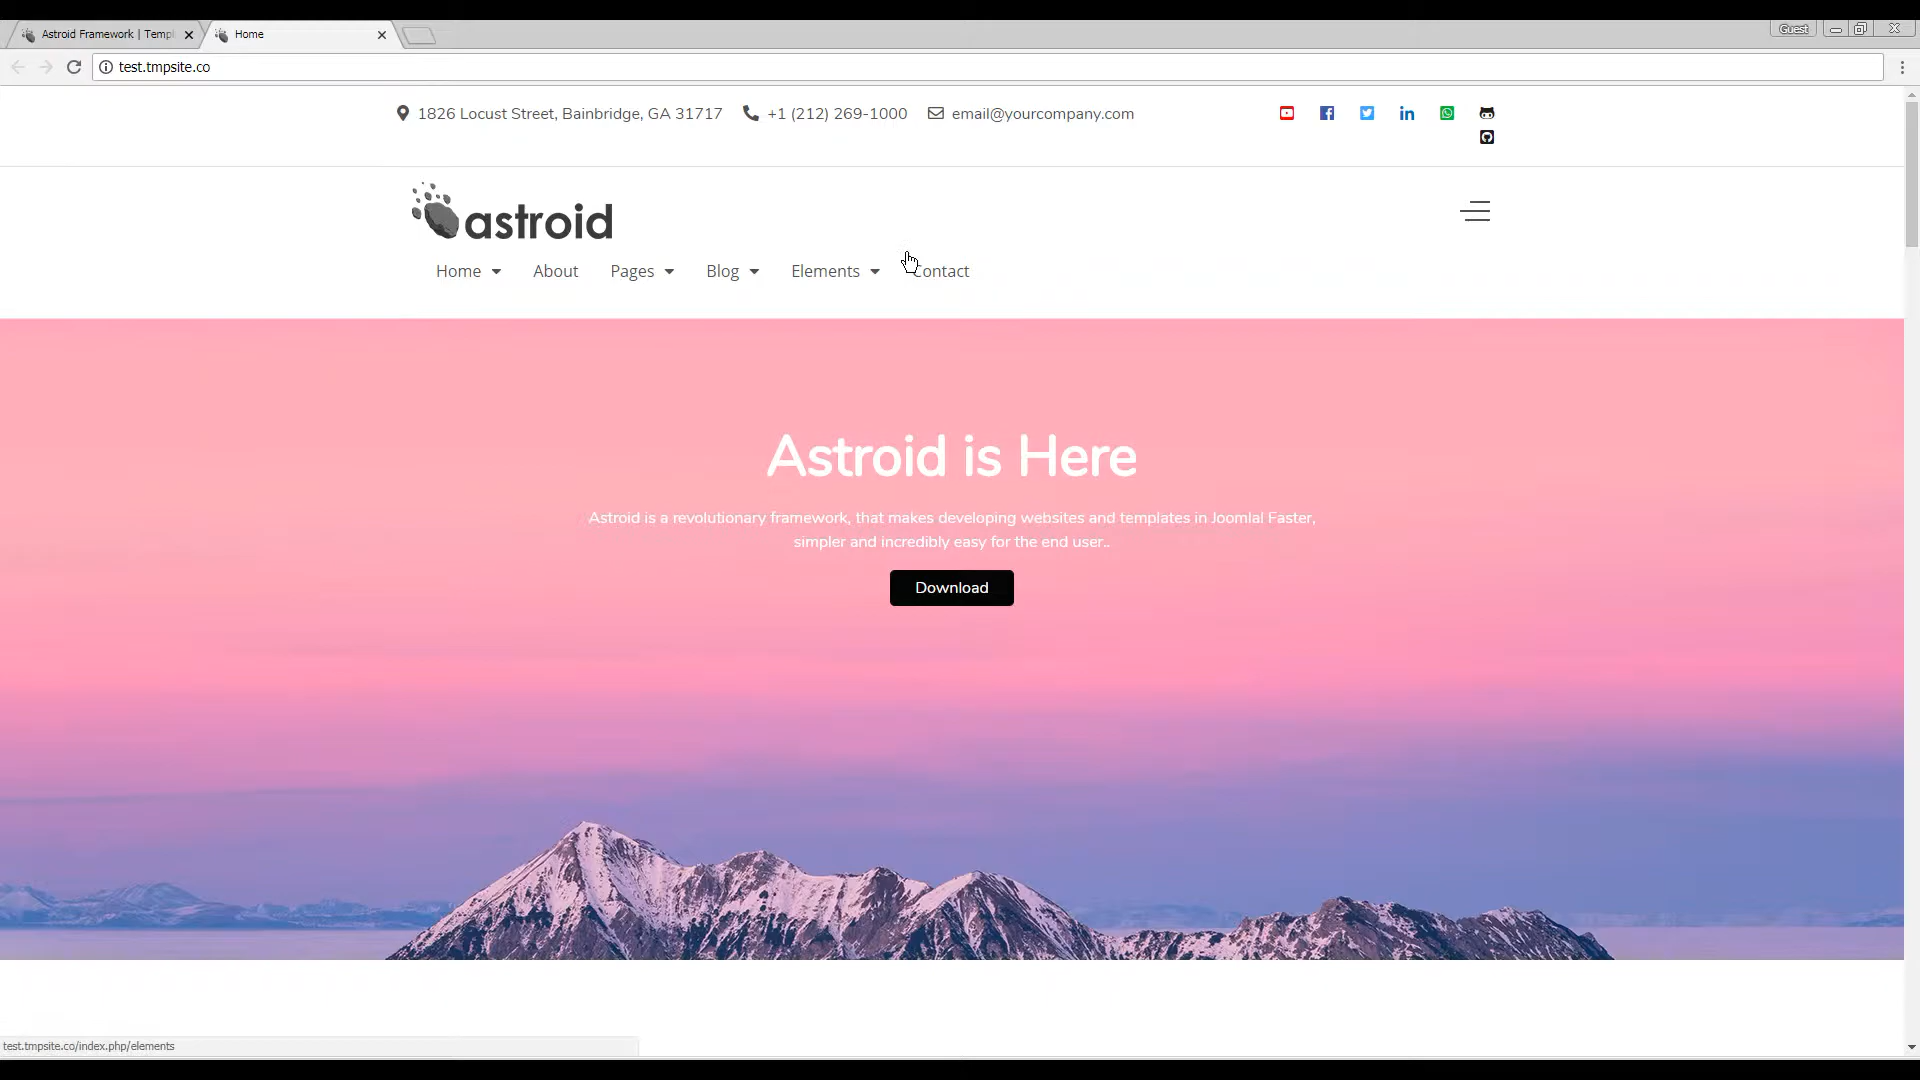 Astroid Framework | Templ
Home
Guest
test.tmpsite.co
1826 Locust Street, Bainbridge, GA 31717 +1 (212) 269-1000 email@yourcompany.com
astroid
Home About Pages Blog Elements Contact
Astroid is Here
Astroid is a revolutionary framework, that makes developing websites and templates in Joomla! Faster,
simpler and incredibly easy for the end user..
Download
test.tmpsite.co/index.php/elements